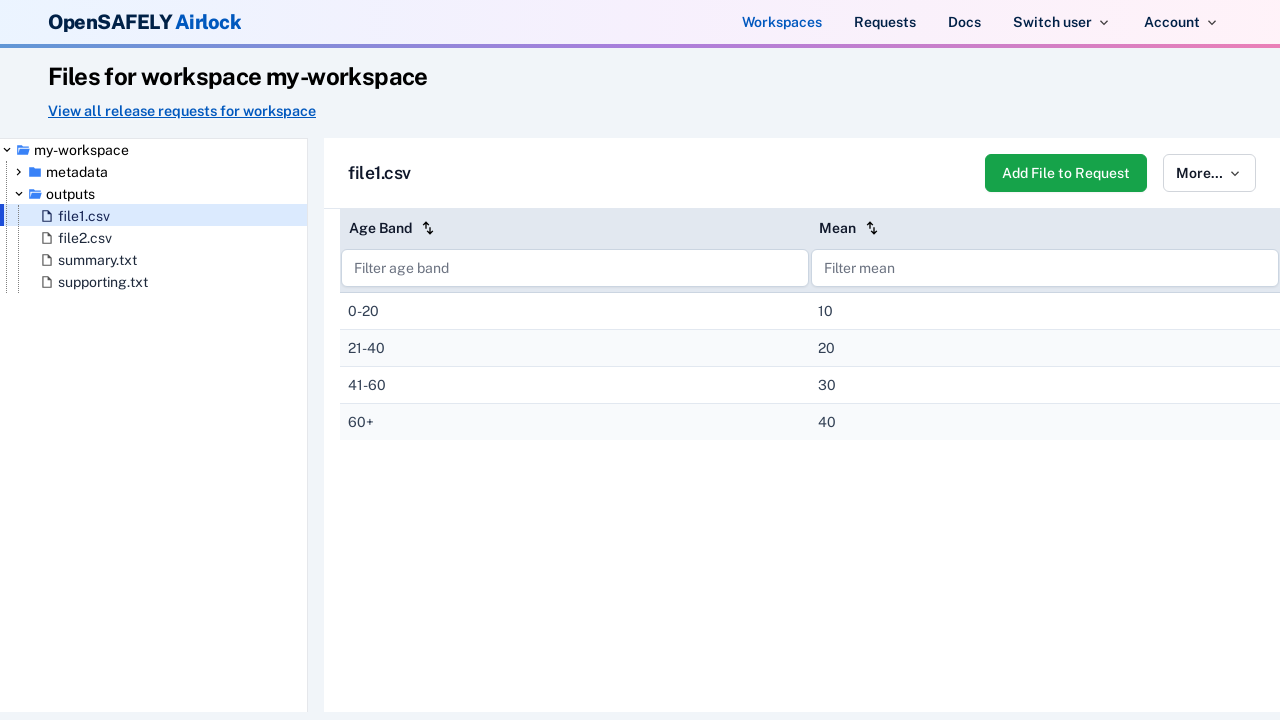 OpenSAFELY Airlock
Workspaces
Requests
Docs
Switch user
Account
Files for workspace my-workspace
View all release requests for workspace
my-workspace
metadata
outputs
file1.csv
file2.csv
summary.txt
supporting.txt
file1.csv
Add File to Request
More...
Age Band
Mean
Filter age band
Filter mean
0-20
10
21-40
20
41-60
30
60+
40